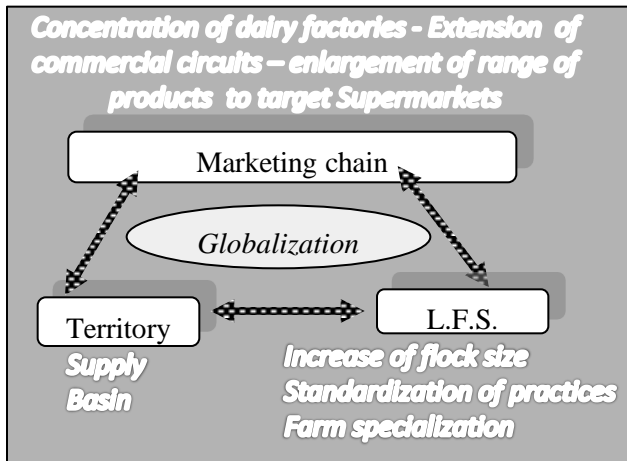 Concentration of dairy factories - Extension of
commercial circuits – enlargement of range of
products to target Supermarkets
Marketing chain
Globalization
Territory
L.F.S.
Supply
Basin
Increase of flock size
Standardization of practices
Farm specialization